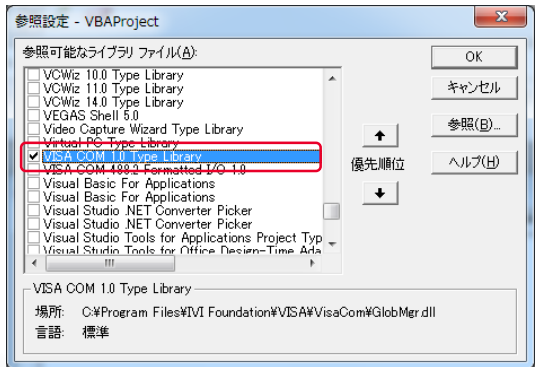 参照設定 - VBAProject
参照可能なライブラリ ファイル(A):
VCWiz 10.0 Type Library
VCWiz 11.0 Type Library
VCWiz 14.0 Type Library
VEGAS Shell 5.0
Video Capture Wizard Type Library
Virtual PC Type Library
VISA COM 1.0 Type Library
VISA COM 488.2 Formatted I/O 1.0
Visual Basic For Applications
Visual Basic For Applications
Visual Studio .NET Converter Picker
Visual Studio .NET Converter Picker
Visual Studio Tools for Applications Project Typ
Visual Studio Tools for Office Design-Time Ada
OK
キャンセル
参照(B)...
優先順位
ヘルプ(H)
VISA COM 1.0 Type Library
場所: C:¥Program Files¥IVI Foundation¥VISA¥VisaCom¥GlobMgr.dll
言語: 標準